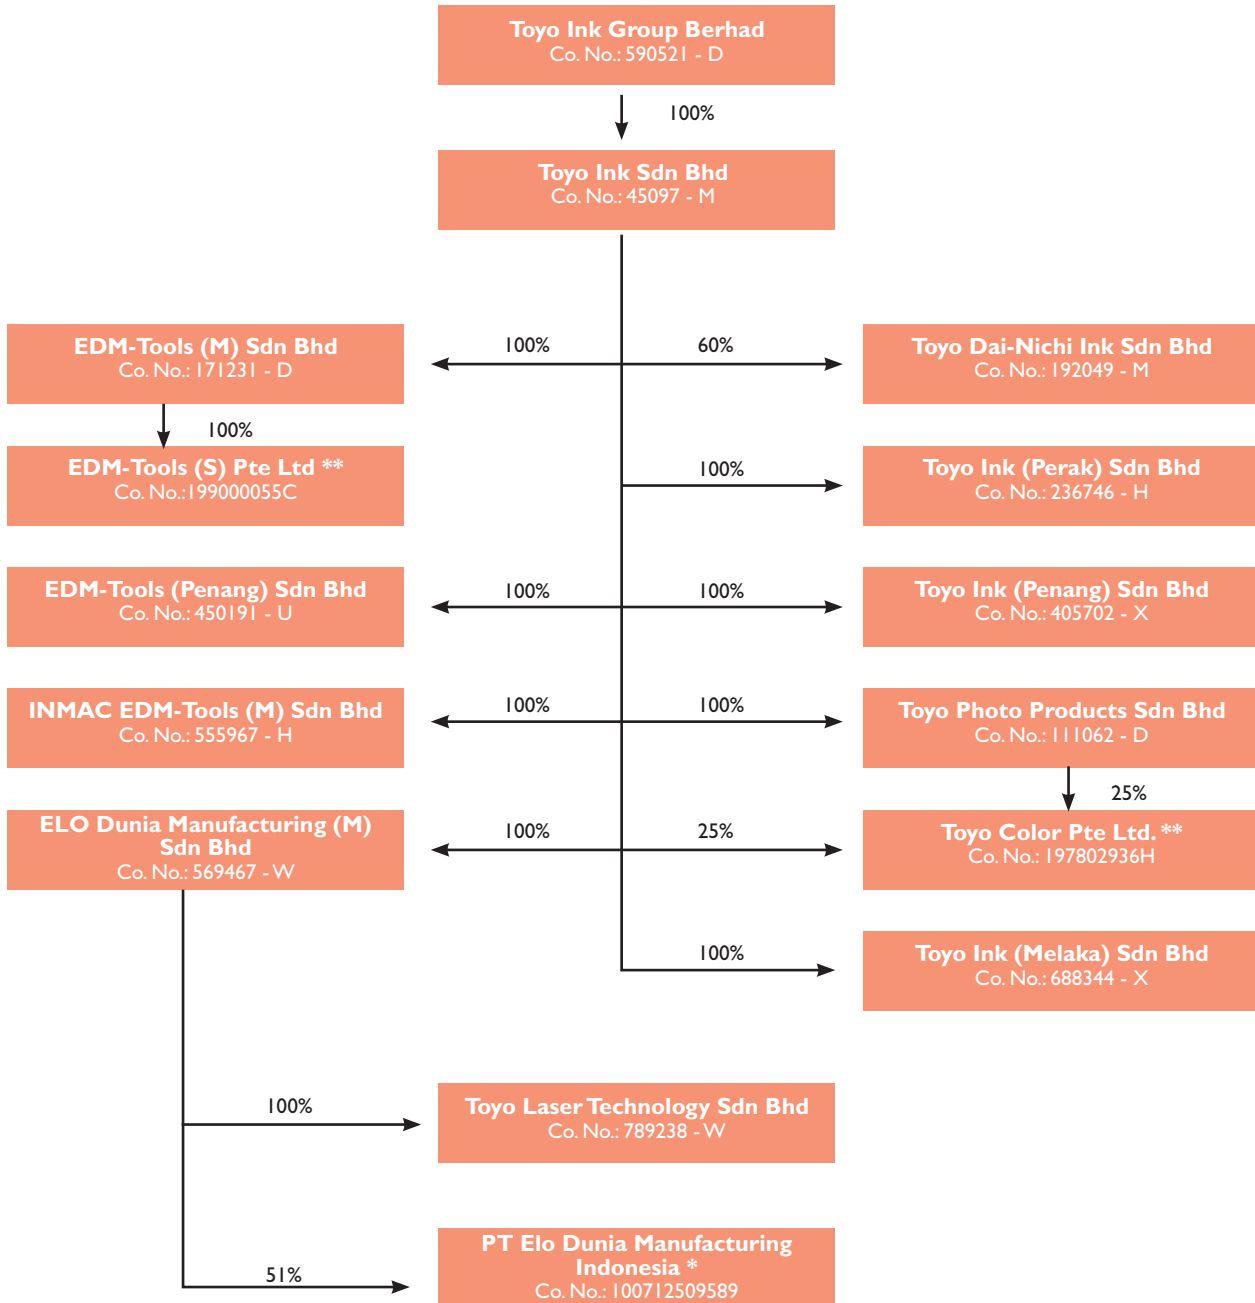 Toyo Ink Group Berhad
Co. No.: 590521 - D
100%
Toyo Ink Sdn Bhd
Co. No.: 45097 - M
EDM-Tools (M) Sdn Bhd
Co. No.: 171231 - D
100%
60%
Toyo Dai-Nichi Ink Sdn Bhd
Co. No.: 192049 - M
100%
EDM-Tools (S) Pte Ltd **
Co. No.:199000055C
100%
Toyo Ink (Perak) Sdn Bhd
Co. No.: 236746 - H
EDM-Tools (Penang) Sdn Bhd
Co. No.: 450191 - U
100%
100%
Toyo Ink (Penang) Sdn Bhd
Co. No.: 405702 - X
INMAC EDM-Tools (M) Sdn Bhd
Co. No.: 555967 - H
100%
100%
Toyo Photo Products Sdn Bhd
Co. No.: 111062 - D
25%
ELO Dunia Manufacturing (M)
Sdn Bhd
Co. No.: 569467 - W
100%
25%
Toyo Color Pte Ltd. **
Co. No.: 197802936H
100%
Toyo Ink (Melaka) Sdn Bhd
Co. No.: 688344 - X
100%
Toyo Laser Technology Sdn Bhd
Co. No.: 789238 - W
51%
PT Elo Dunia Manufacturing
Indonesia *
Co. No.: 100712509589